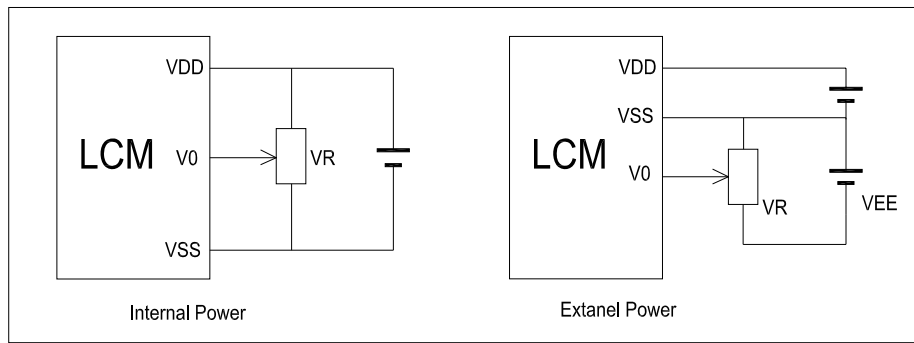 VDD
LCM
V0
VR
VSS
Internal Power
VDD
VSS
LCM
V0
VR
VEE
Extanel Power